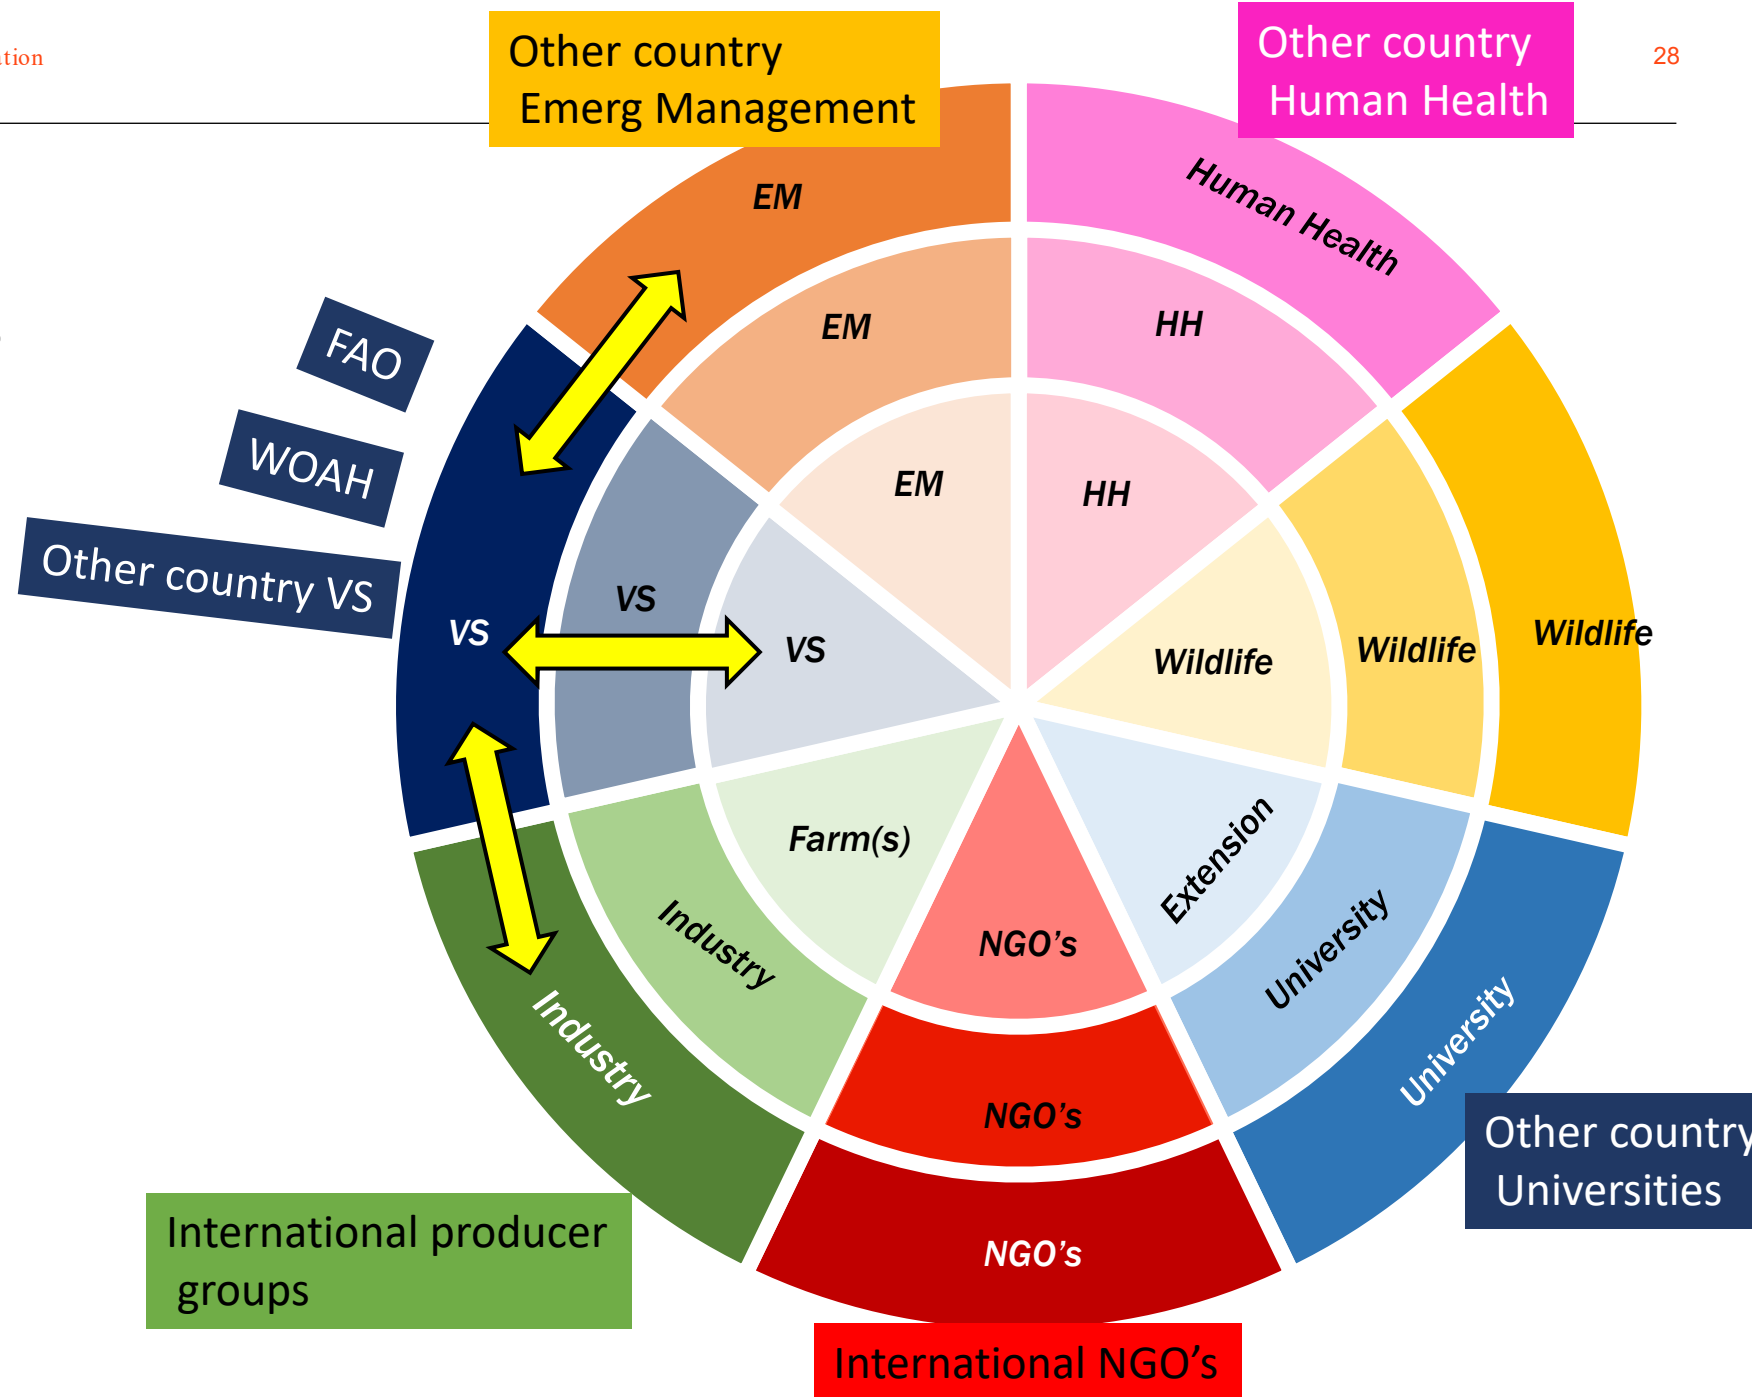 28
Other country
Emerg Management
Other country
Human Health
EM
Human Health
EM
HH
FAO
WOAH
Other country VS
EM
HH
VS
VS
VS
Wildlife
Wildlife
Wildlife
Farm(s)
Extension
Industry
NGO's
University
Industry
NGO's
University
NGO's
Other country
Universities
International producer
groups
International NGO's